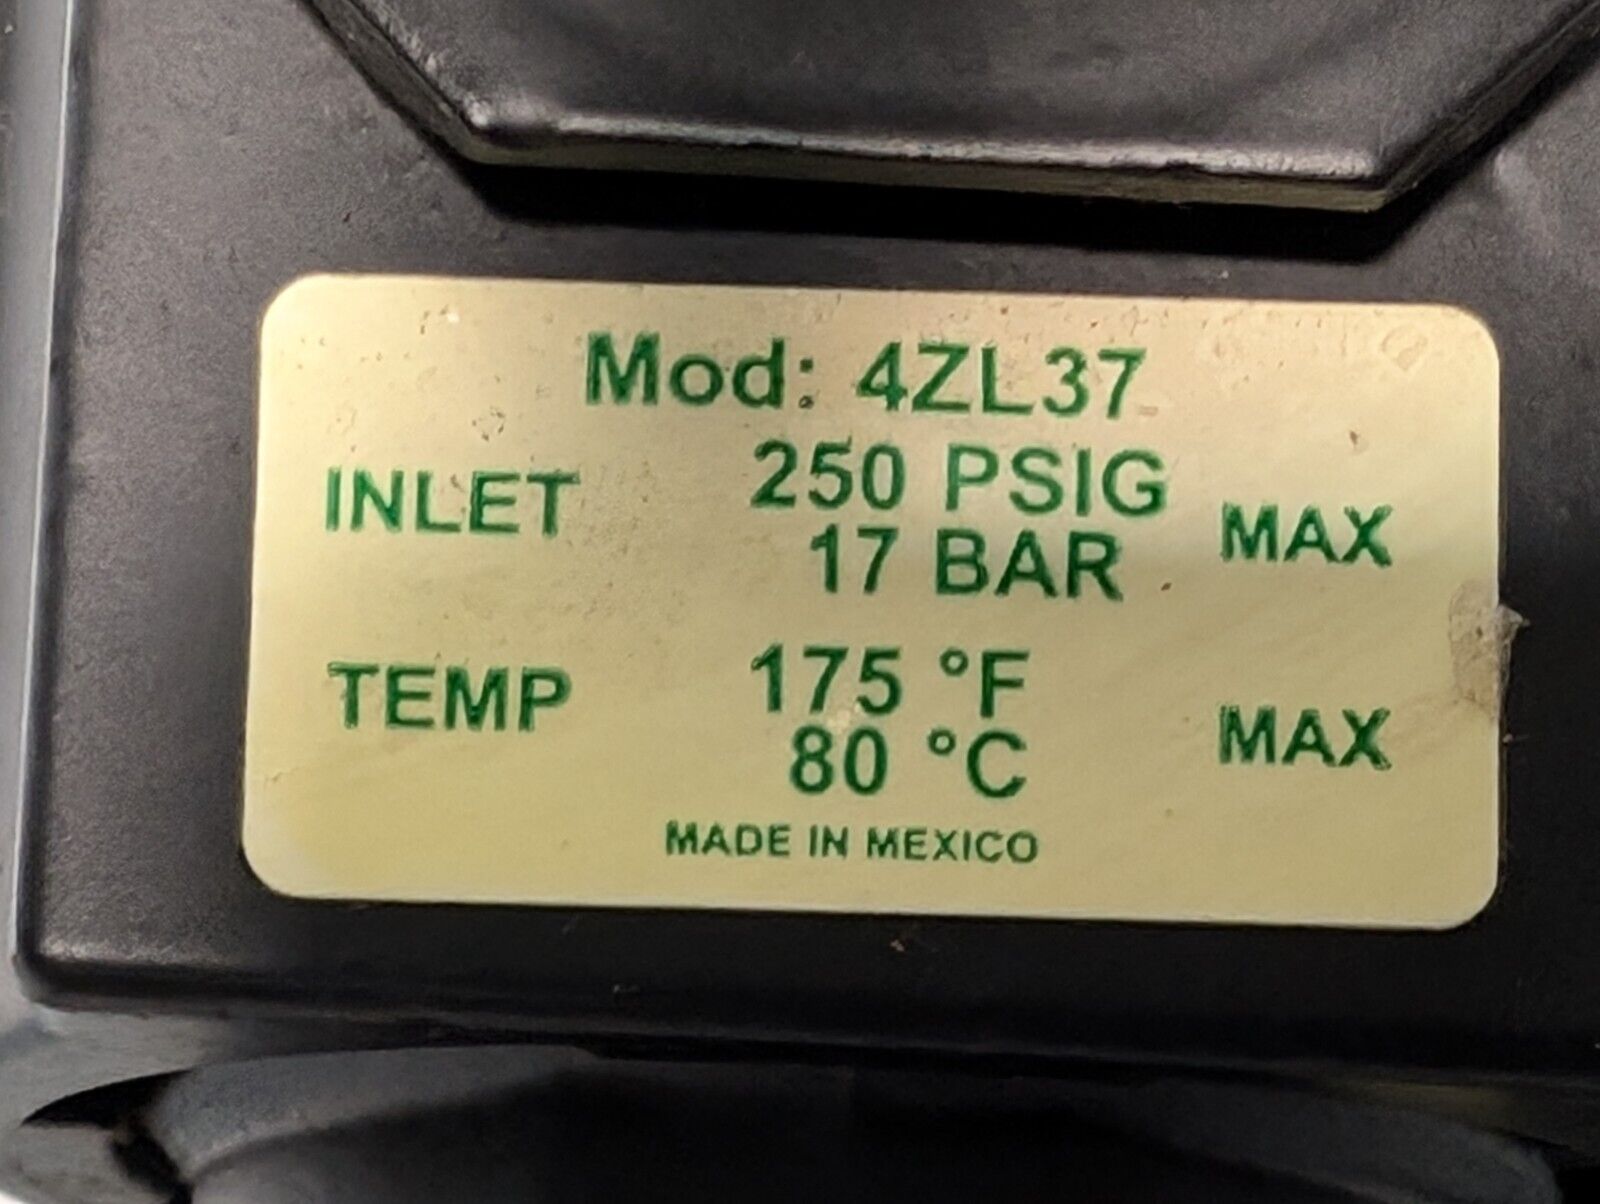 Mod: 4ZL37
INLET 250 PSIG MAX
17 BAR
TEMP 175 °F MAX
80 °C
MADE IN MEXICO